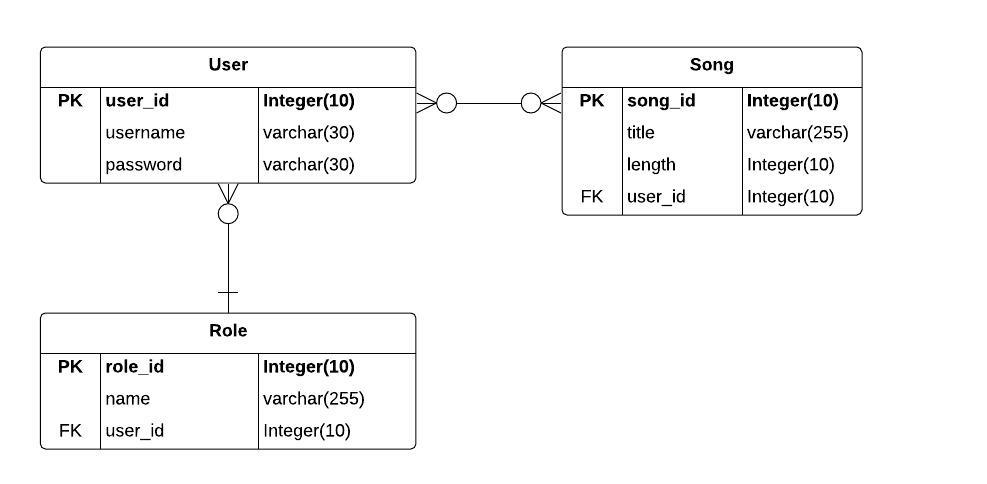 User
PK user_id Integer(10)
username varchar(30)
password varchar(30)
Song
PK song_id Integer(10)
title varchar(255)
length Integer(10)
FK user_id Integer(10)
Role
PK role_id Integer(10)
name varchar(255)
FK user_id Integer(10)